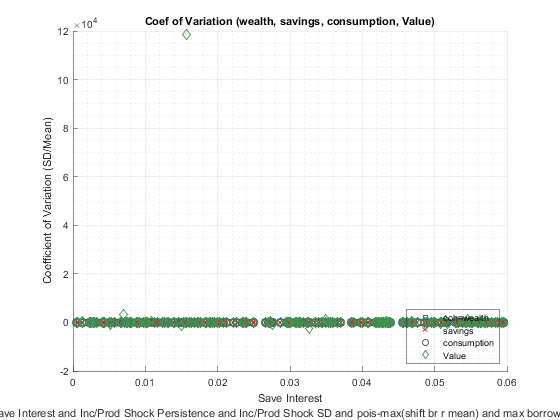 Coef of Variation (wealth, savings, consumption, Value)
×10⁴
12
10
8
6
4
2
0
-2
Coefficient of Variation (SD/Mean)
0
0.01
0.02
0.03
0.04
0.05
0.06
Save Interest
savings
consumption
Value
ave Interest and Inc/Prod Shock Persistence and Inc/Prod Shock SD and pois-max(shift br r mean) and max borrow